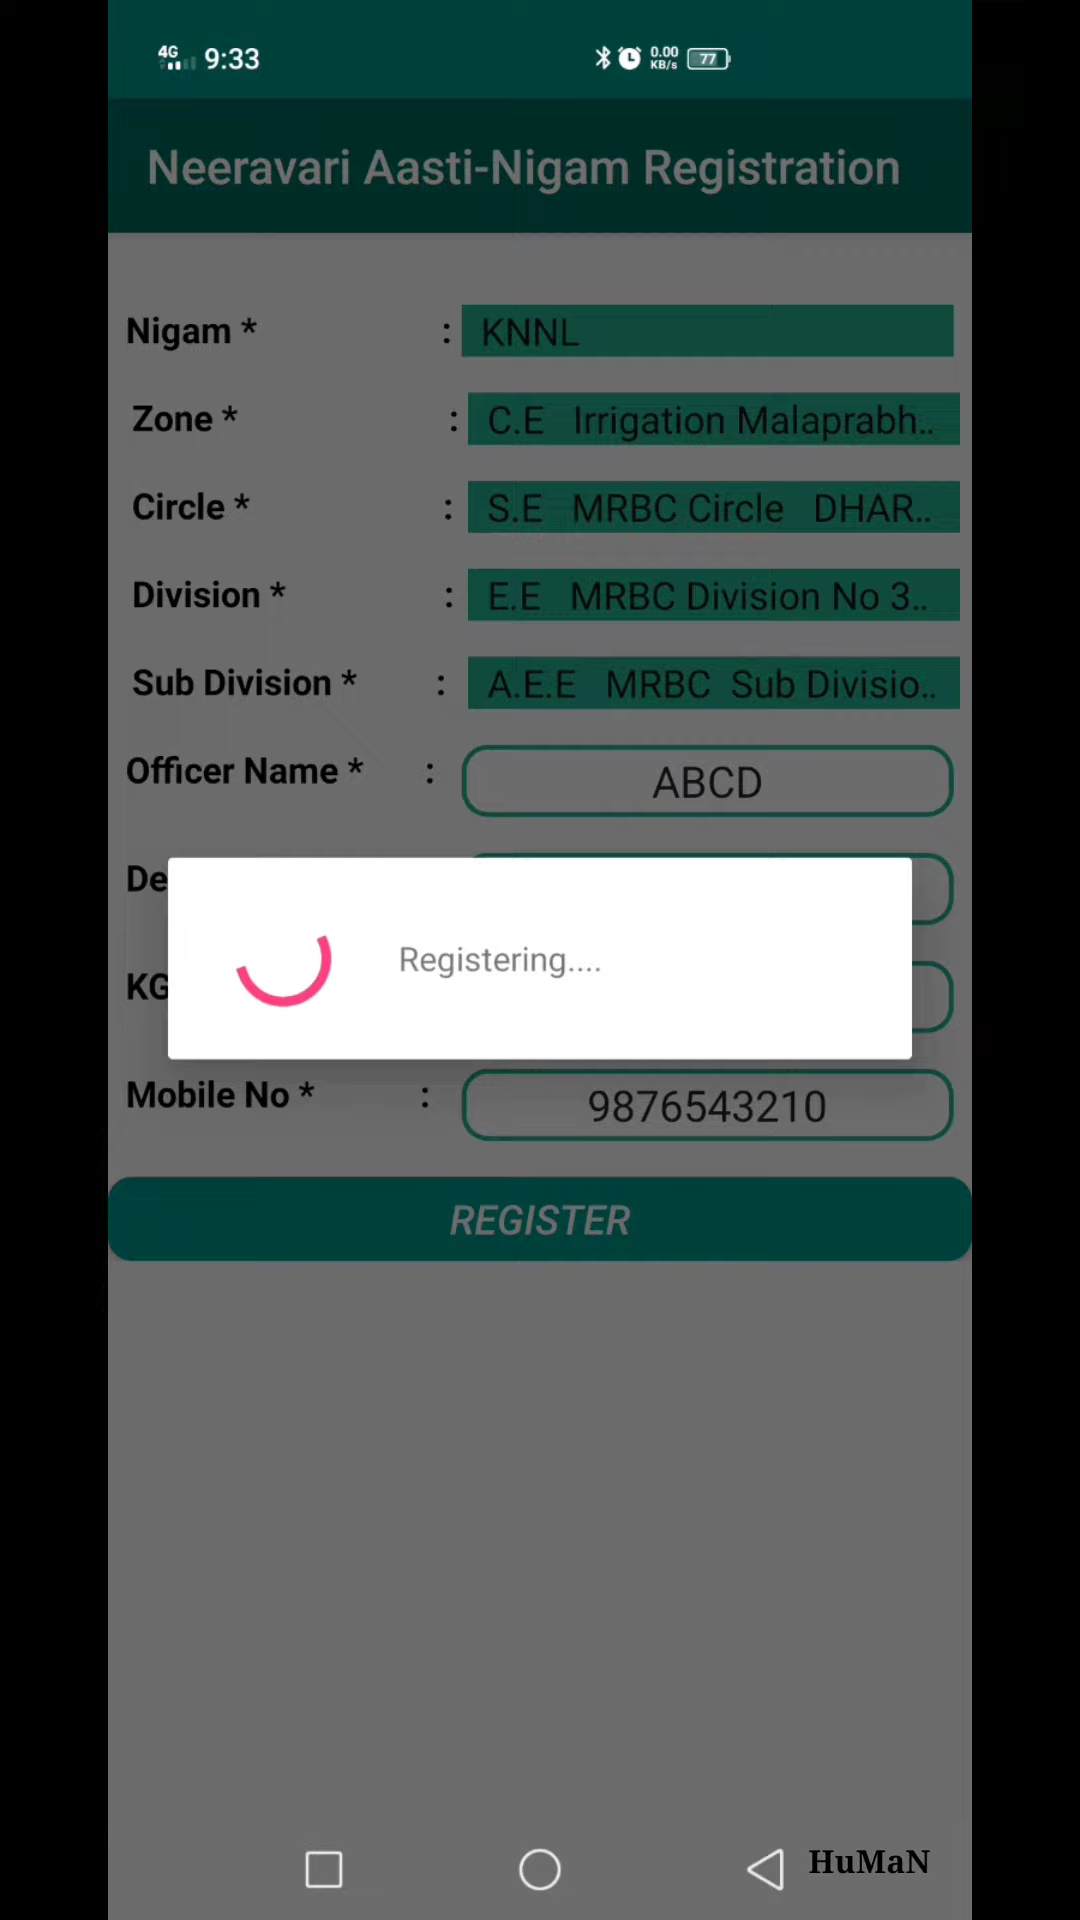 4G 9:33 0.00 KB/s 77
Neeravari Aasti-Nigam Registration
Nigam * : KNNL
Zone * : C.E Irrigation Malaprabh..
Circle * : S.E MRBC Circle DHAR..
Division * : E.E MRBC Division No 3..
Sub Division * : A.E.E MRBC Sub Divisio..
Officer Name * : ABCD
De
Registering....
KG
Mobile No * : 9876543210
REGISTER
HuMaN